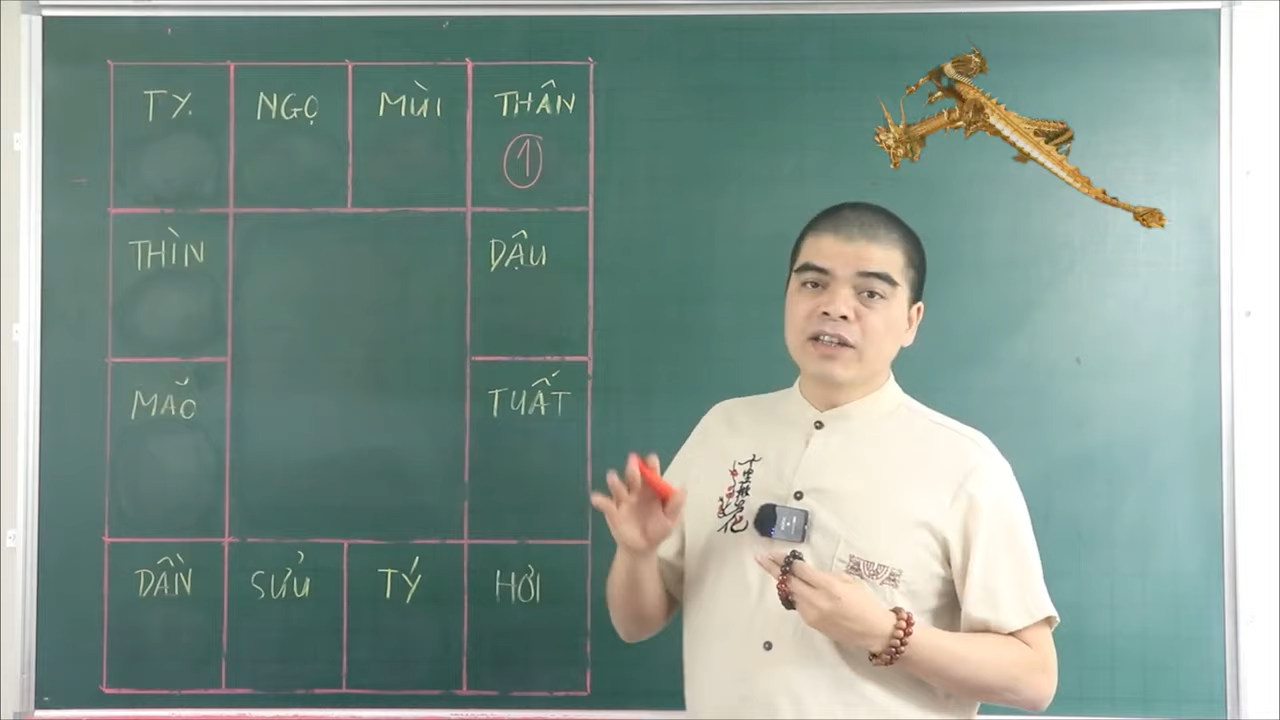 TỴ
NGỌ
MÙI
THÂN
1
THÌN
DẬU
MÃO
TUẤT
DẦN
SỬU
TÝ
HỢI